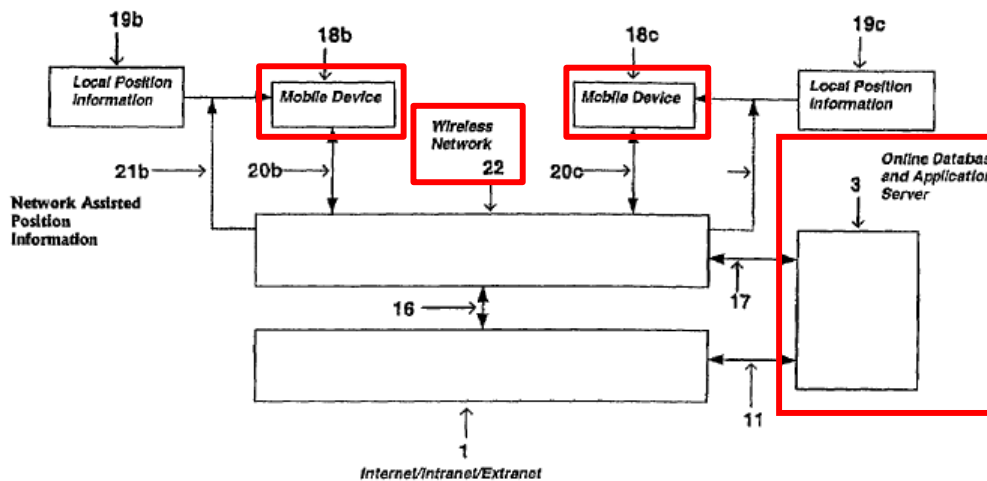 19b
18b
18c
19c
Local Position
Information
Mobile Device
Mobile Device
Local Position
Information
Wireless
Network
22
21b
20b
20c
Online Databas
and Application
Server
3
Network Assisted
Position
Information
16
17
11
1
Internet/Intranet/Extranet